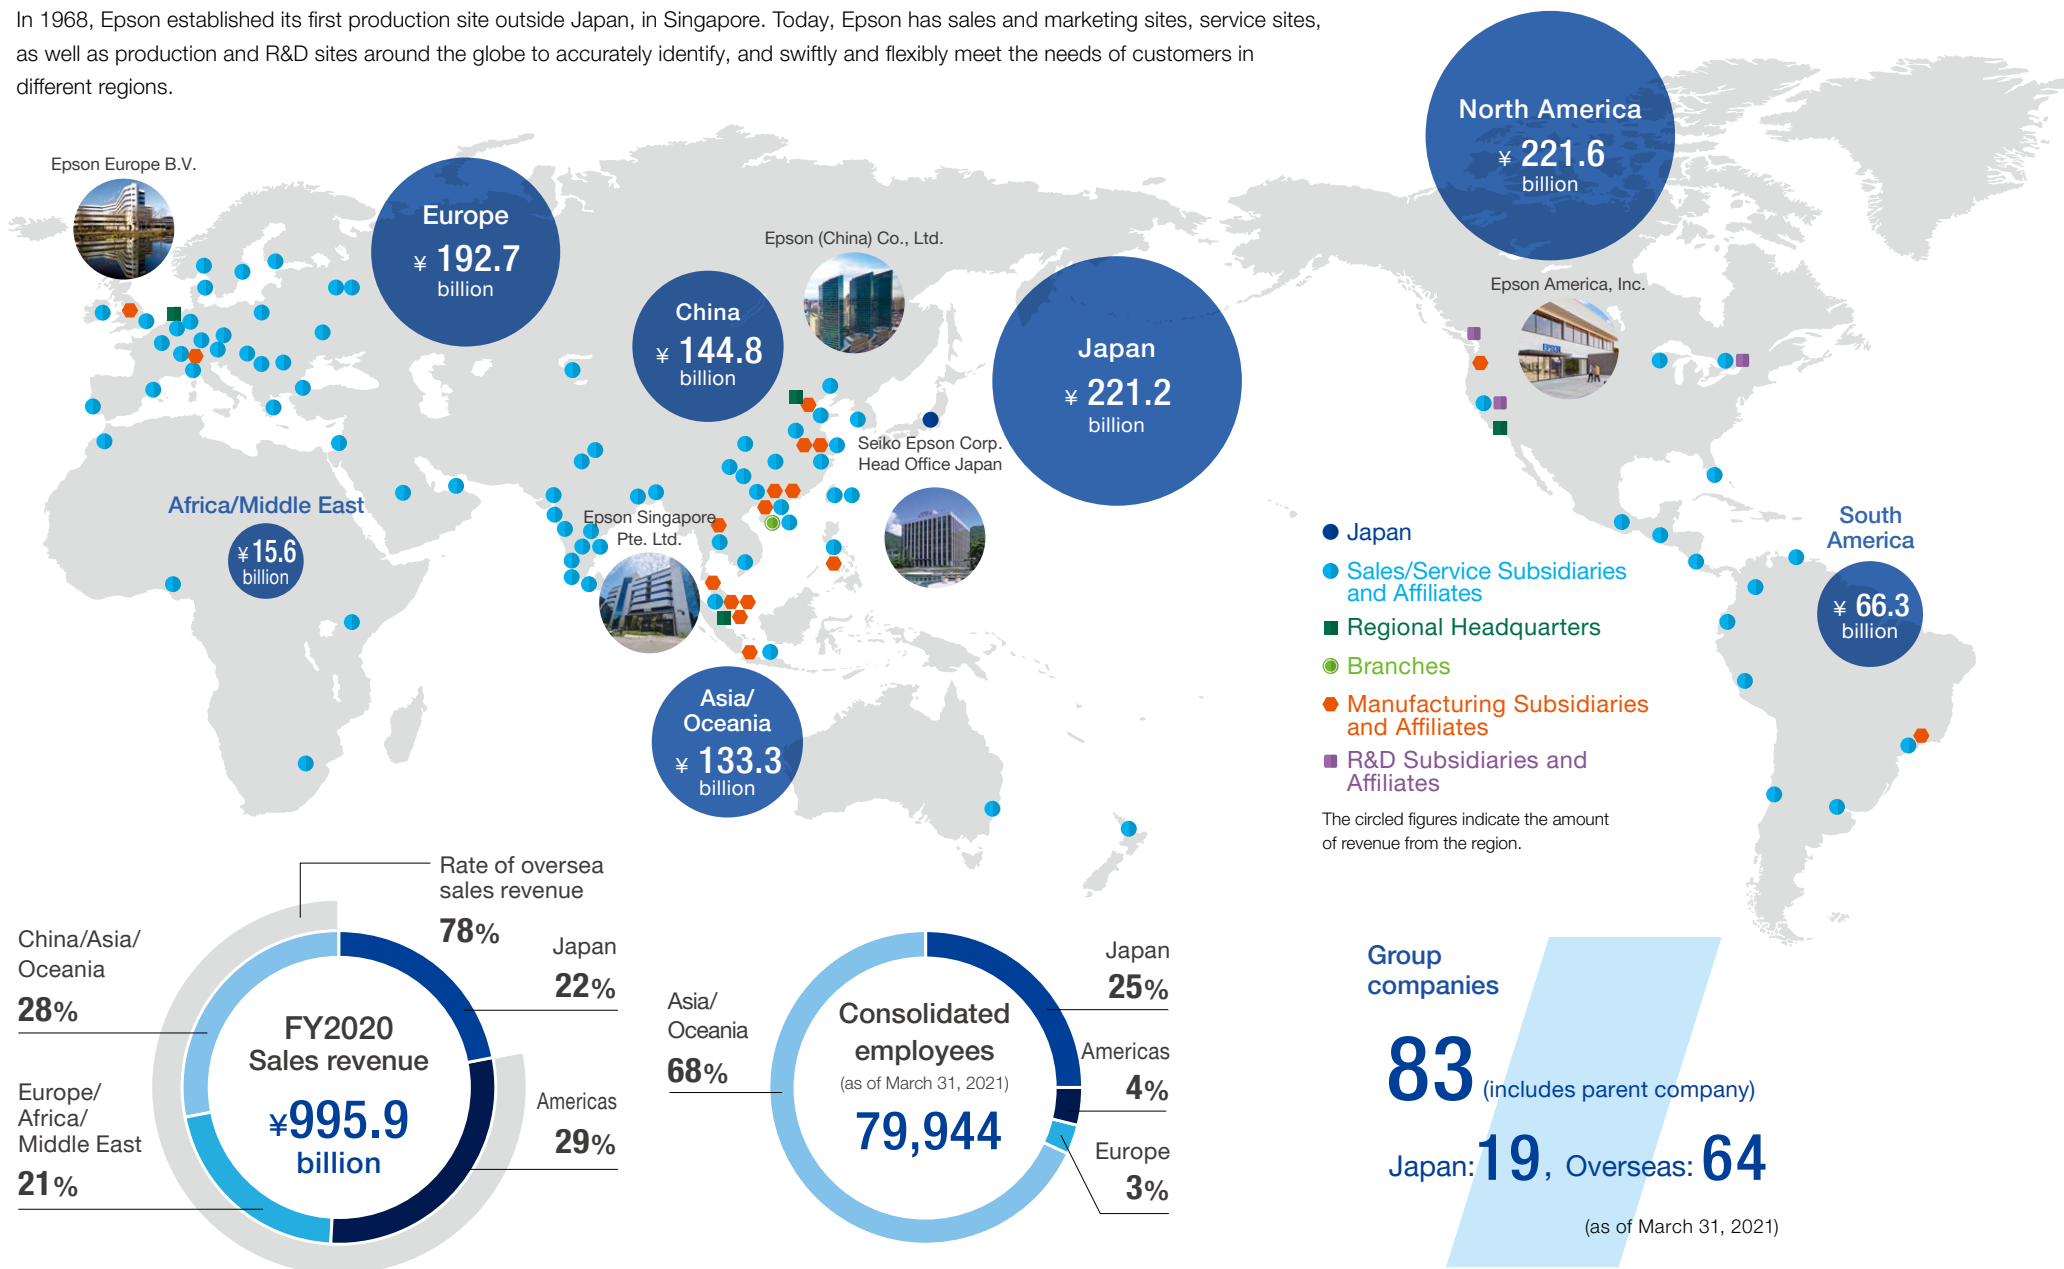 In 1968, Epson established its first production site outside Japan, in Singapore. Today, Epson has sales and marketing sites, service sites,
as well as production and R&D sites around the globe to accurately identify, and swiftly and flexibly meet the needs of customers in
different regions.
North America
¥ 221.6
billion
Epson Europe B.V.
Europe
¥ 192.7
billion
Epson (China) Co., Ltd.
China
¥ 144.8
billion
Japan
¥ 221.2
billion
Epson America, Inc.
EPSON
Seiko Epson Corp.
Head Office Japan
Africa/Middle East
¥ 15.6
billion
Epson Singapore
Pte. Ltd.
Asia/
Oceania
¥ 133.3
billion
South
America
¥ 66.3
billion
Japan
Sales/Service Subsidiaries
and Affiliates
Regional Headquarters
Branches
Manufacturing Subsidiaries
and Affiliates
R&D Subsidiaries and
Affiliates
The circled figures indicate the amount
of revenue from the region.
Rate of oversea
sales revenue
78%
China/Asia/
Oceania
28%
Japan
22%
FY2020
Sales revenue
¥995.9
billion
Europe/
Africa/
Middle East
21%
Americas
29%
Asia/
Oceania
68%
Consolidated
employees
(as of March 31, 2021)
79,944
Japan
25%
Americas
4%
Europe
3%
Group
companies
83 (includes parent company)
Japan: 19, Overseas: 64
(as of March 31, 2021)